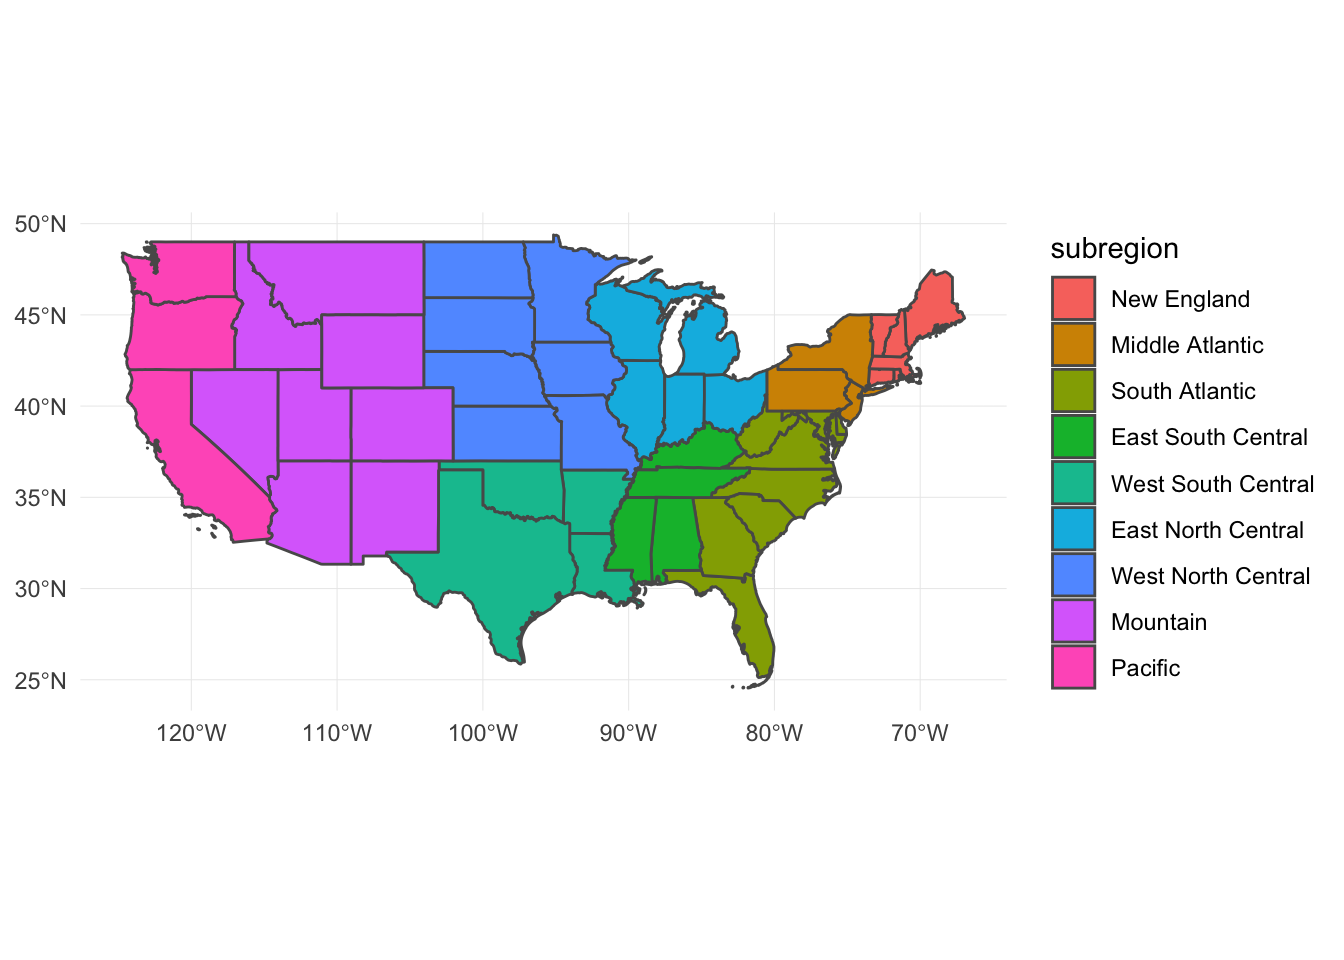 50°N
45°N
40°N
35°N
30°N
25°N
120°W
110°W
100°W
90°W
80°W
70°W
subregion
New England
Middle Atlantic
South Atlantic
East South Central
West South Central
East North Central
West North Central
Mountain
Pacific